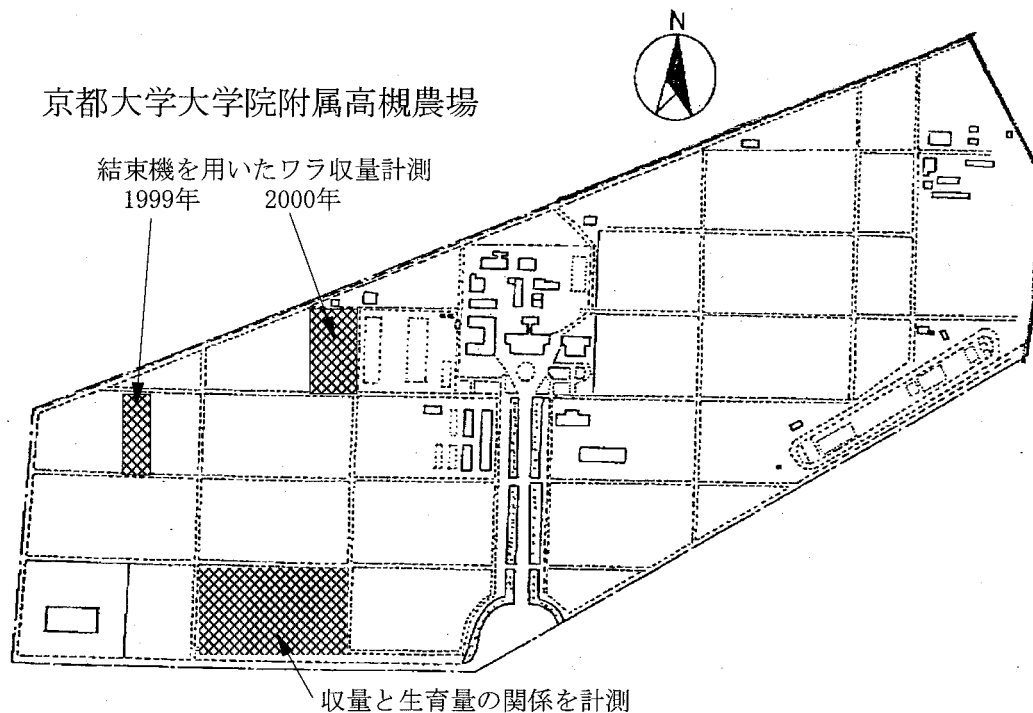 N
京都大学大学院附属高槻農場
結束機を用いたワラ収量計測
1999年 2000年
収量と生育量の関係を計測